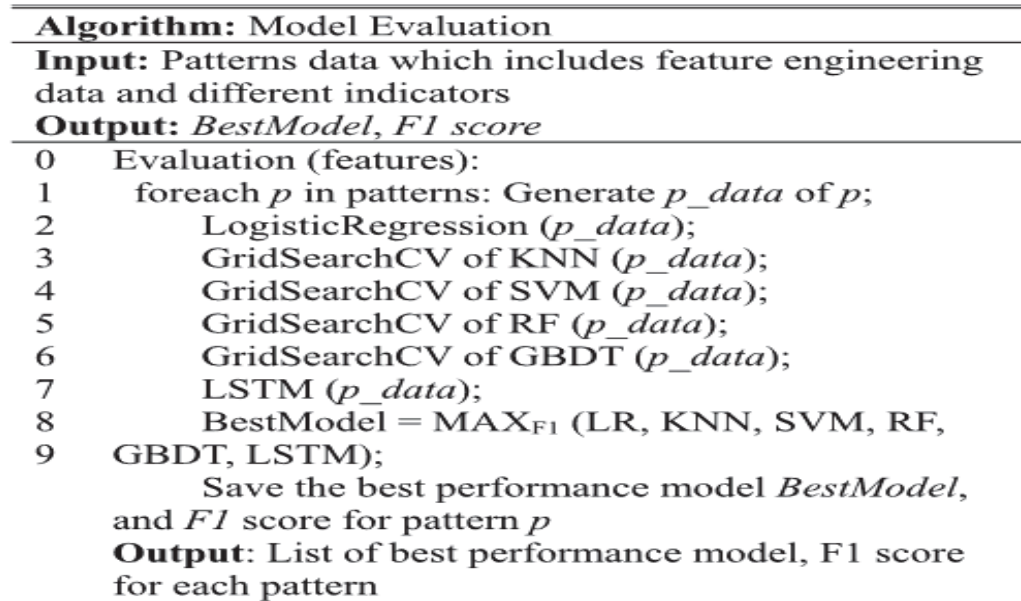 Algorithm: Model Evaluation
Input: Patterns data which includes feature engineering
data and different indicators
Output: BestModel, F1 score
0 Evaluation (features):
1 foreach p in patterns: Generate p_data of p;
2 LogisticRegression (p_data);
3 GridSearchCV of KNN (p_data);
4 GridSearchCV of SVM (p_data);
5 GridSearchCV of RF (p_data);
6 GridSearchCV of GBDT (p_data);
7 LSTM (p_data);
8 BestModel = MAXF1 (LR, KNN, SVM, RF,
9 GBDT, LSTM);
Save the best performance model BestModel,
and F1 score for pattern p
Output: List of best performance model, F1 score
for each pattern